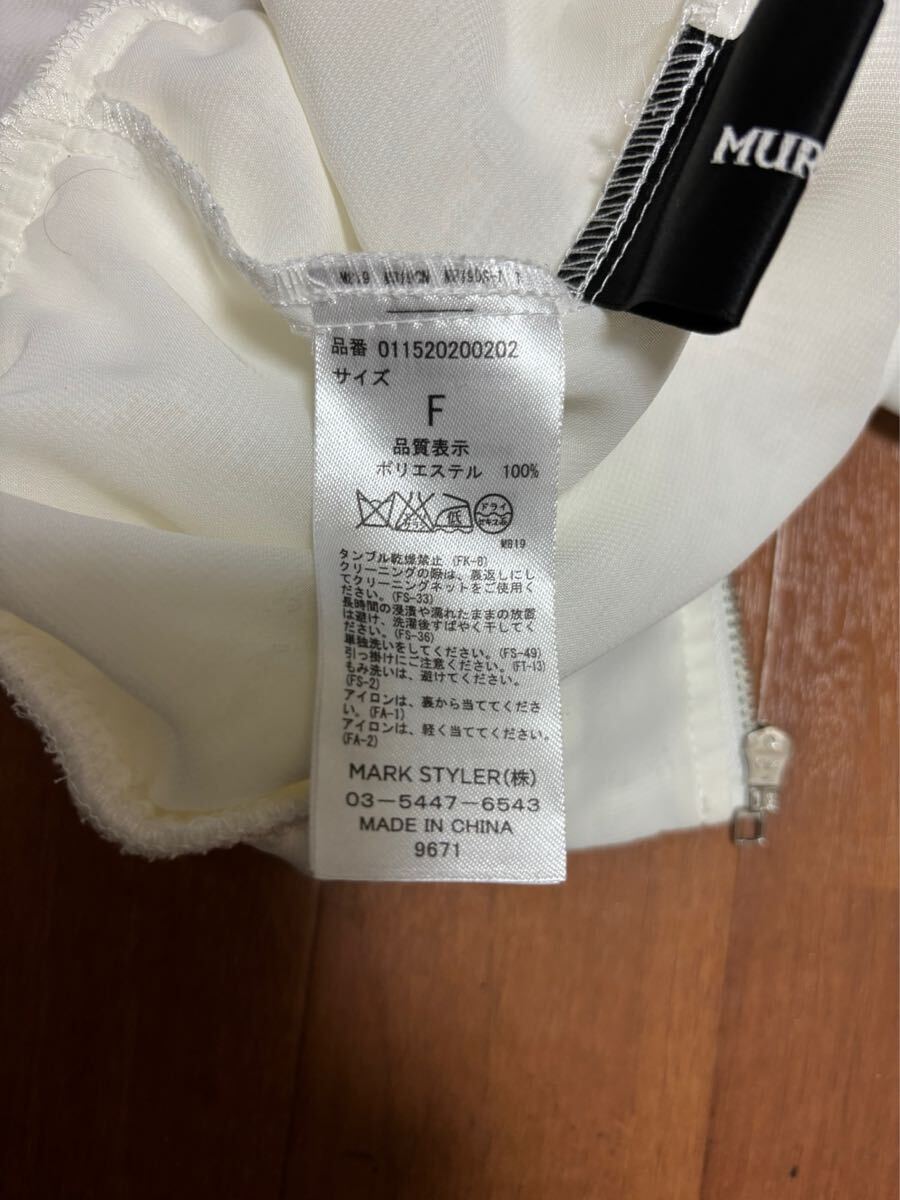 MUR
品番 011520200202
サイズ
F
品質表示
ポリエステル 100%
低
ドライ
セキユ系
MB19
タンブル乾燥禁止 (FK-8)
クリーニングの際は、裏返しにし
てクリーニングネットをご使用く
ださい。(FS-33)
長時間の浸漬や濡れたままの放置
は避け、洗濯後すばやく干してく
ださい。(FS-36)
単独洗いをしてください。(FS-49)
引っ掛けにご注意ください。(FT-13)
もみ洗いは、避けてください。
(FS-2)
アイロンは、裏から当ててくださ
い。(FA-1)
アイロンは、軽く当ててください。
(FA-2)
MARK STYLER(株)
03-5447-6543
MADE IN CHINA
9671